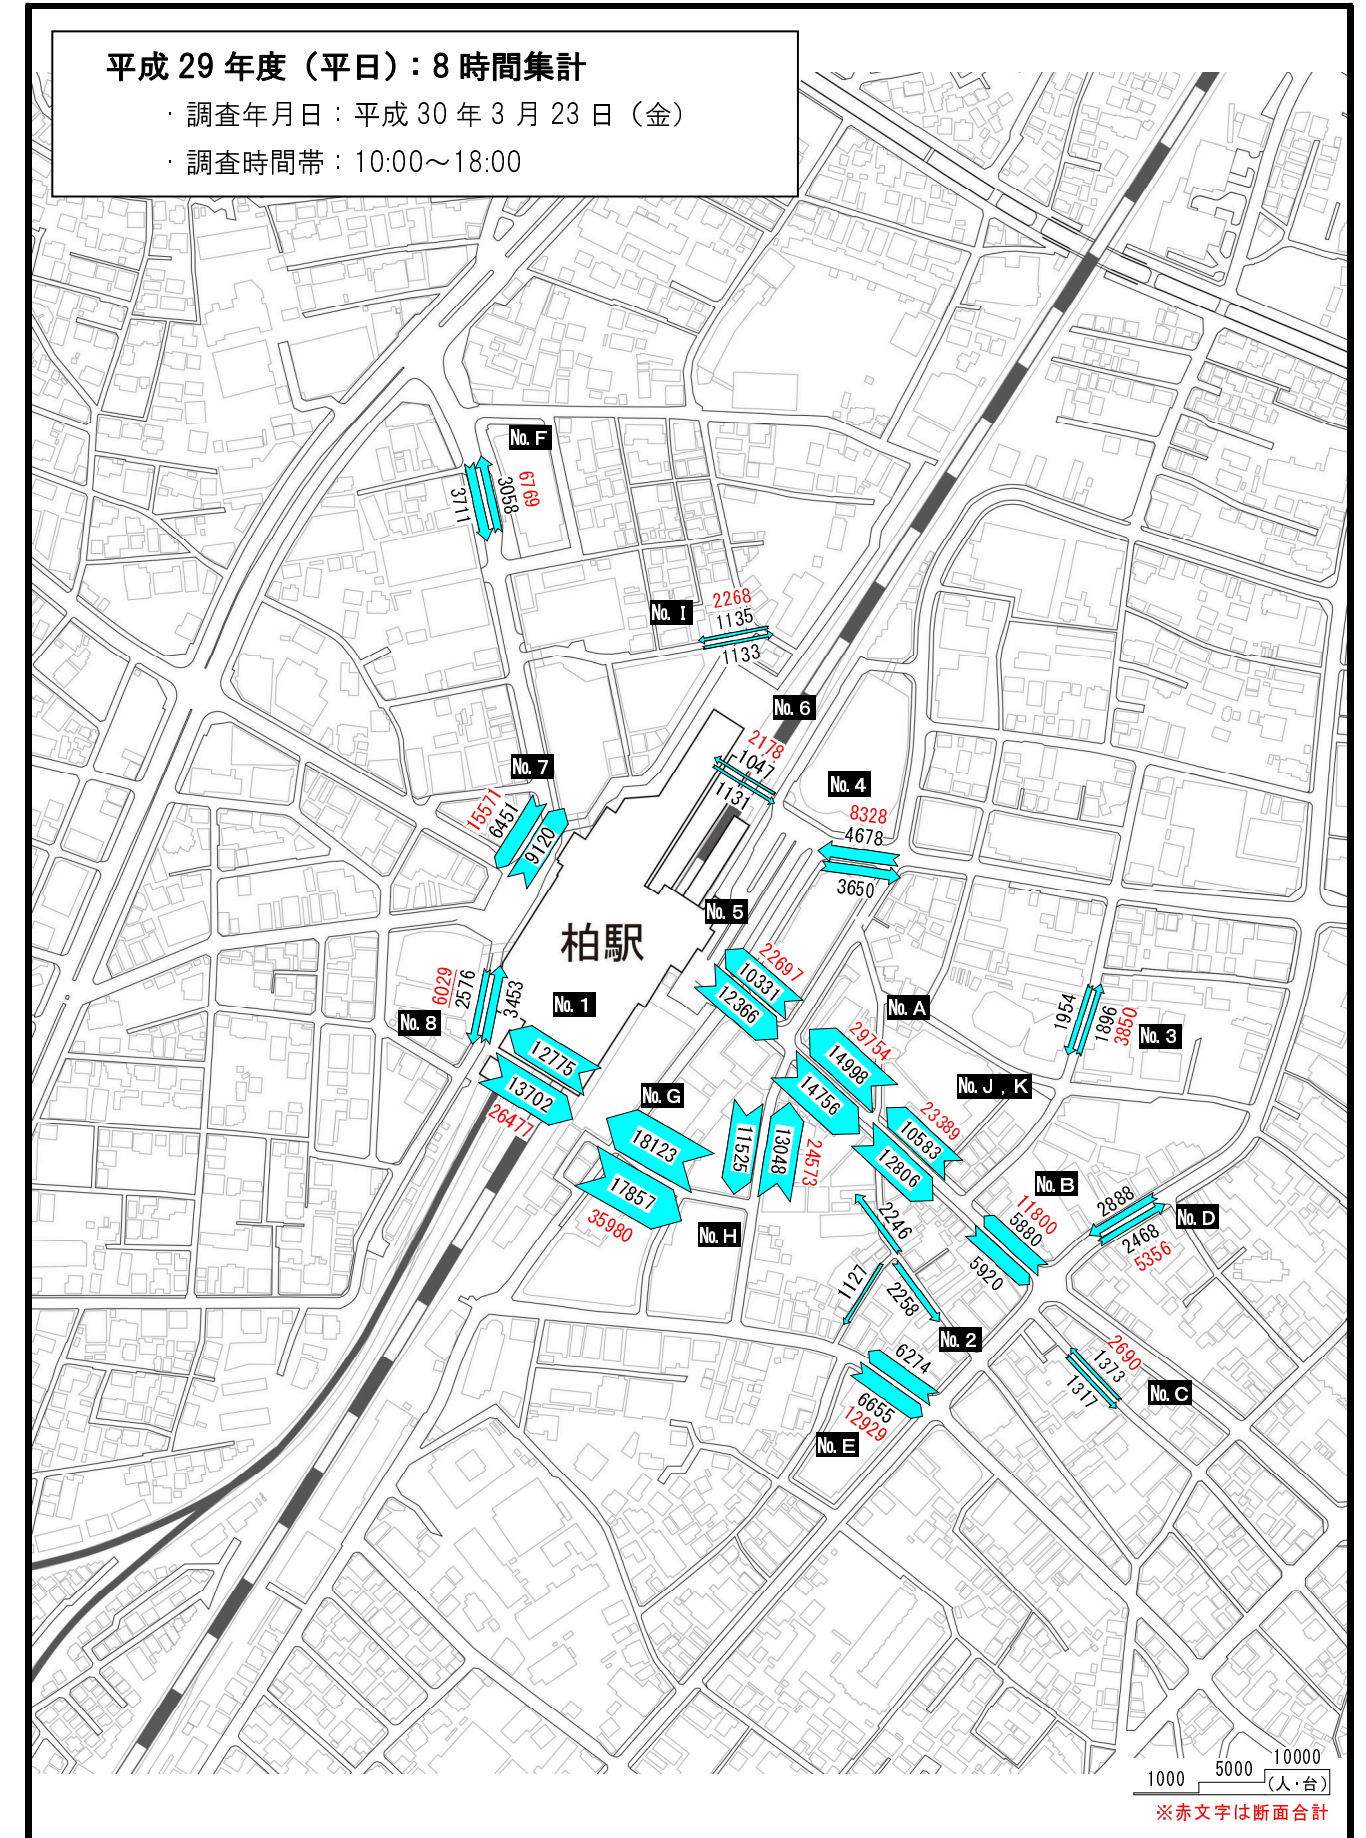 平成 29 年度（平日）：8 時間集計
・調査年月日：平成 30 年 3 月 23 日（金）
・調査時間帯：10:00～18:00
No. F
6769
3058
3711
No. I
2268
1135
1133
No. 6
2178
1047
1131
No. 7
15571
6451
9120
No. 4
8328
4678
3650
No. 5
22697
10331
12366
柏駅
No. 8
6029
2576
3453
No. 1
12775
13702
26477
No. A
29754
14998
14756
1954
1896
3850
No. 3
No. J , K
23389
10583
12806
No. G
18123
17857
35980
11525
13048
24573
No. H
No. B
11800
5880
5920
2888
2468
5356
No. D
2246
1127
2258
No. 2
6274
6655
12929
No. E
2690
1373
1317
No. C
1000 5000 10000
(人・台)
※赤文字は断面合計